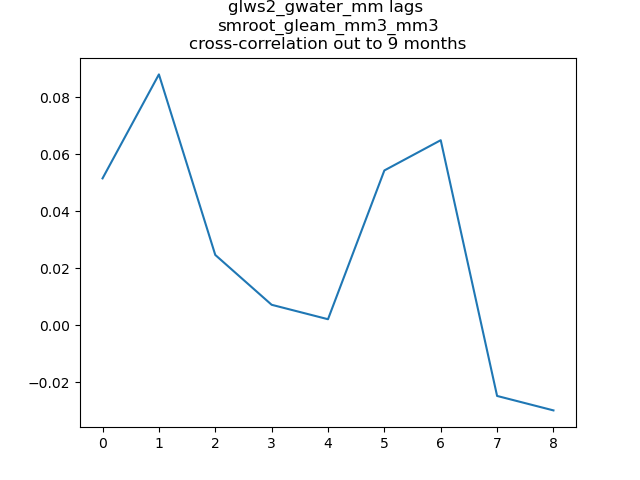 glws2_gwater_mm lags
smroot_gleam_mm3_mm3
cross-correlation out to 9 months
0.08
0.06
0.04
0.02
0.00
−0.02
0 1 2 3 4 5 6 7 8